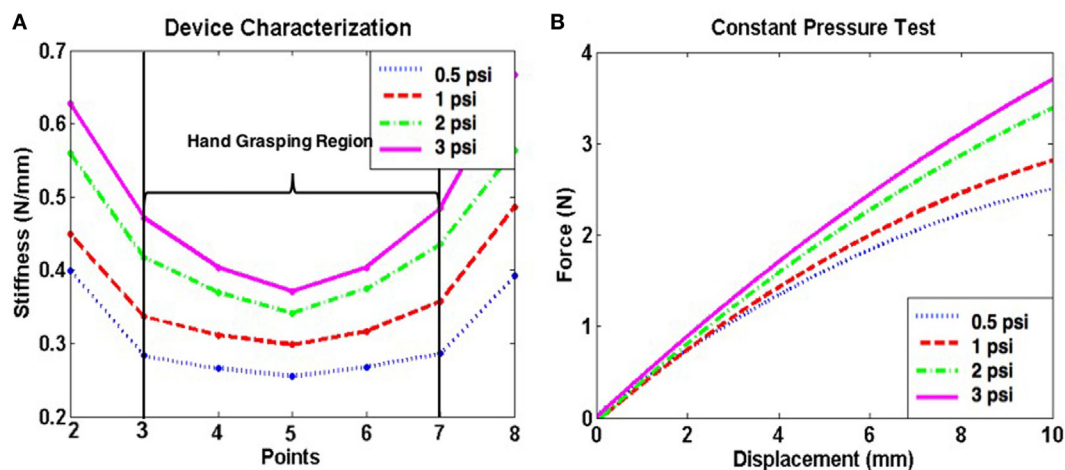 A
Device Characterization
Stiffness (N/mm)
0.7
0.6
0.5
0.4
0.3
0.2
2
3
4
5
6
7
8
Points
Hand Grasping Region
0.5 psi
1 psi
2 psi
3 psi
B
Constant Pressure Test
Force (N)
4
3
2
1
0
0
2
4
6
8
10
Displacement (mm)
0.5 psi
1 psi
2 psi
3 psi